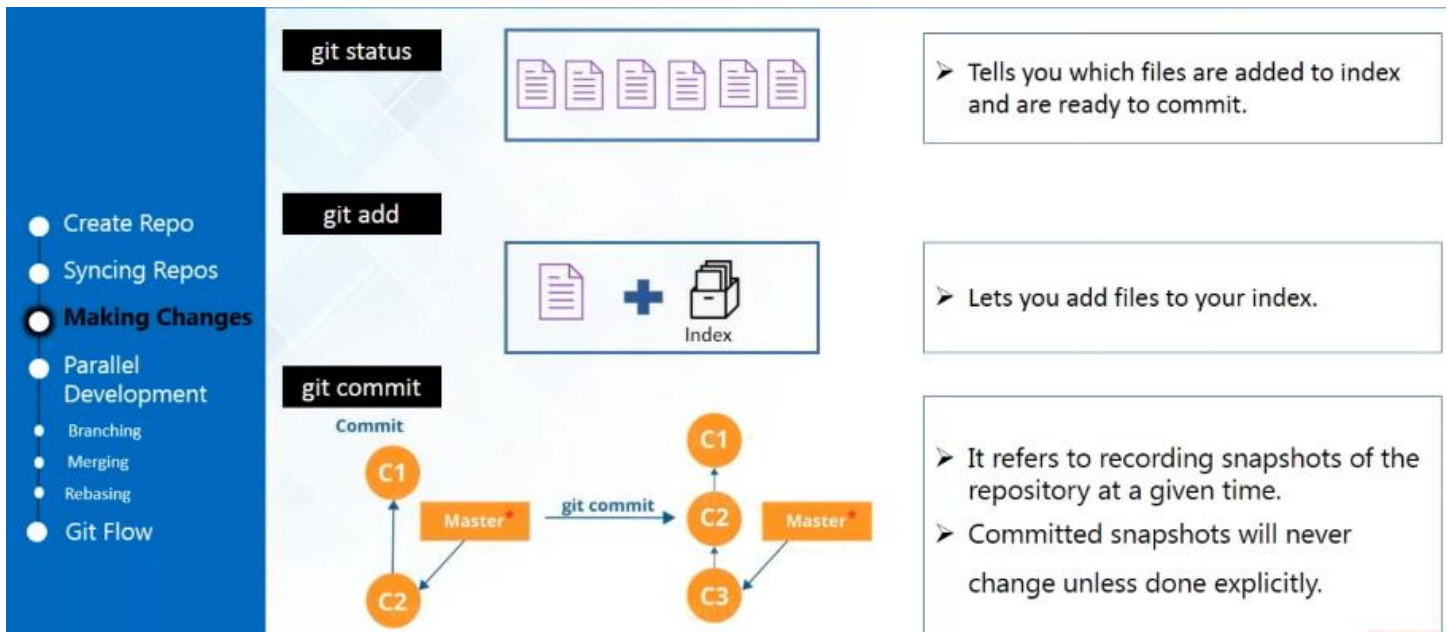 Create Repo
Syncing Repos
Making Changes
Parallel
Development
Branching
Merging
Rebasing
Git Flow
git status
➤ Tells you which files are added to index
and are ready to commit.
git add
Index
➤ Lets you add files to your index.
git commit
Commit
C1
Master*
C2
git commit
C1
C2
Master*
C3
➤ It refers to recording snapshots of the
repository at a given time.
➤ Committed snapshots will never
change unless done explicitly.